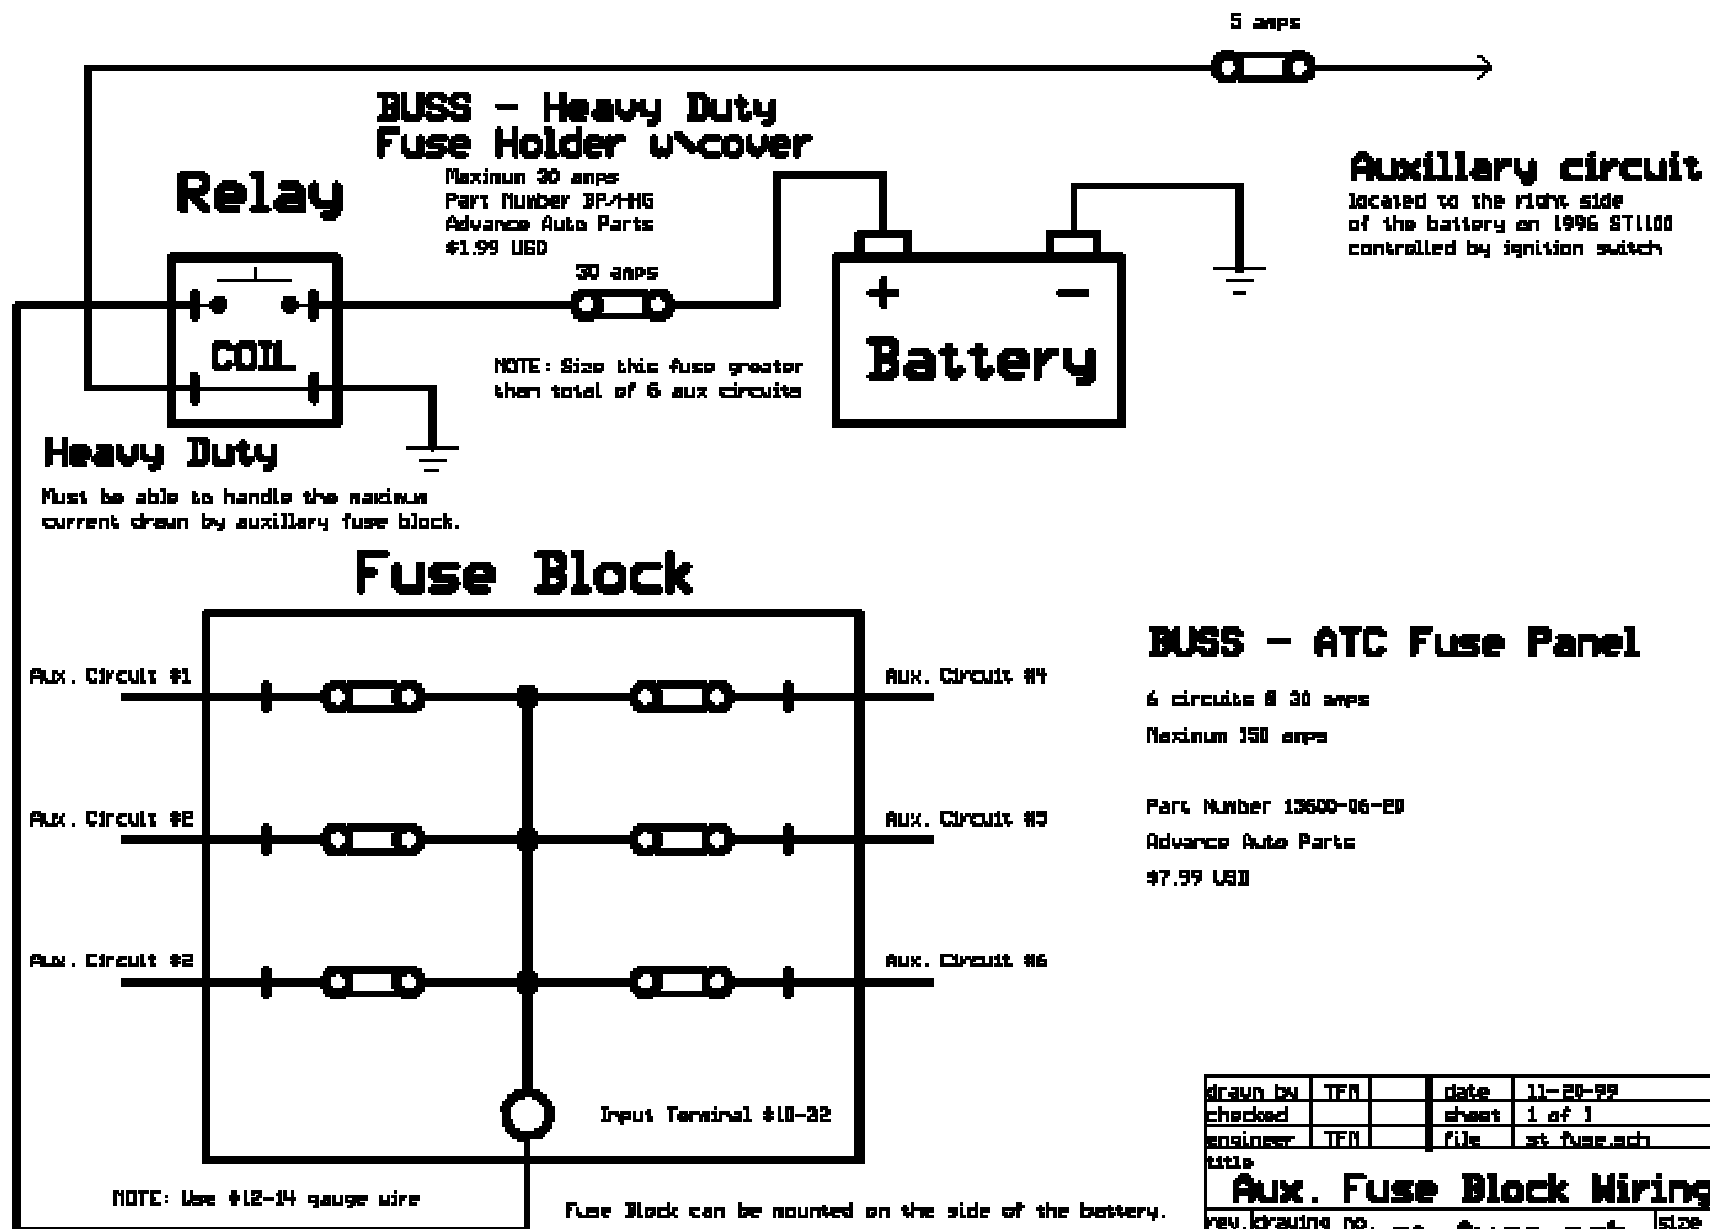 5 amps
BUSS - Heavy Duty
Fuse Holder w\cover
Maximum 30 amps
Part Number
Advance Auto Parts
$1.99 USD
Relay
30 amps
Auxillary circuit
located to the right side
of the battery on 1996 ST1100
controlled by ignition switch
+ -
COIL
Battery
NOTE: Size this fuse greater
than total of 6 aux circuits
Heavy Duty
Must be able to handle the maximum
current drawn by auxillary fuse block.
Fuse Block
BUSS - ATC Fuse Panel
6 circuits @ 30 amps
Maximum 150 amps
Part Number 13600-06-20
Advance Auto Parts
$7.99 USD
Aux. Circuit #1
Aux. Circuit #4
Aux. Circuit #2
Aux. Circuit #5
Aux. Circuit
Aux. Circuit #6
Input Terminal #10-32
NOTE: Use #12-14 gauge wire
Fuse Block can be mounted on the side of the battery.
drawn by TFM date 11-20-99
checked sheet 1 of 1
engineer TFM file st fuse.sch
title
Aux. Fuse Block Wiring
rev. drawing no. size